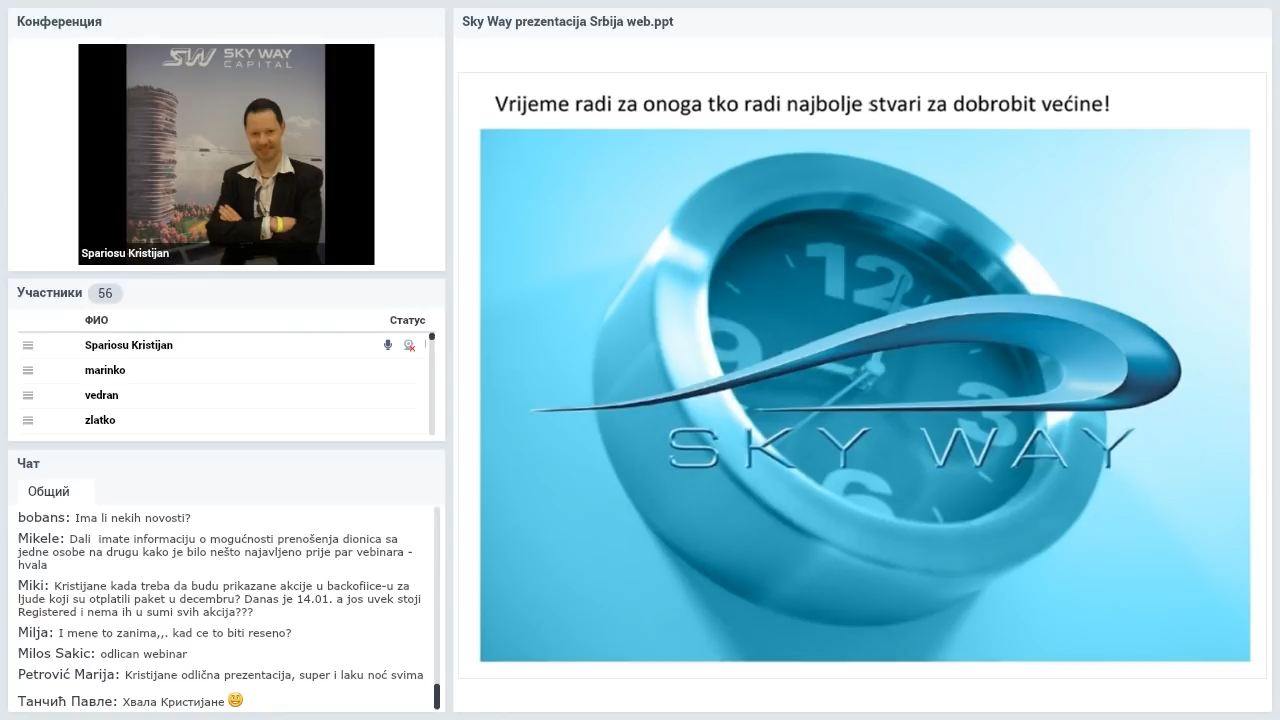 Конференция
SKY WAY
CAPITAL
Spariosu Kristijan
Участники 56
ФИО Статус
Spariosu Kristijan
marinko
vedran
zlatko
Чат
Общий
bobans: Ima li nekih novosti?
Mikele: Dali imate informaciju o mogućnosti prenošenja dionica sa
jedne osobe na drugu kako je bilo nešto najavljeno prije par vebinara -
hvala
Miki: Kristijane kada treba da budu prikazane akcije u backofiice-u za
ljude koji su otplatili paket u decembru? Danas je 14.01. a jos uvek stoji
Registered i nema ih u sumi svih akcija???
Milja: I mene to zanima,,. kad ce to biti reseno?
Milos Sakic: odlican webinar
Petrović Marija: Kristijane odlična prezentacija, super i laku noć svima
Танчић Павле: Хвала Кристијане
Sky Way prezentacija Srbija web.ppt
Vrijeme radi za onoga tko radi najbolje stvari za dobrobit većine!
12
9
3
6
SKY WAY